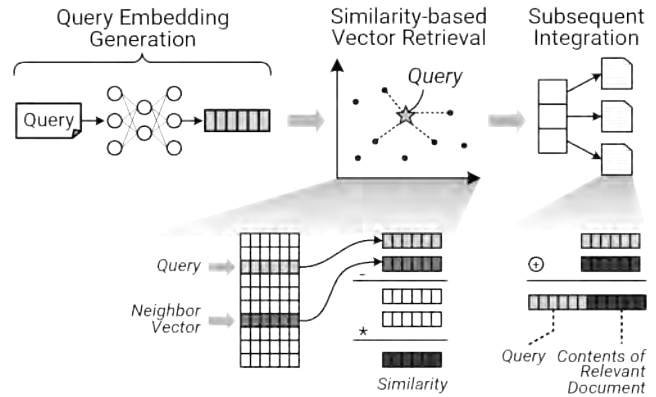 Query Embedding
Generation
Similarity-based
Vector Retrieval
Subsequent
Integration
Query
Query
Query
Neighbor
Vector
-
*
Similarity
+
Query
Contents of
Relevant
Document